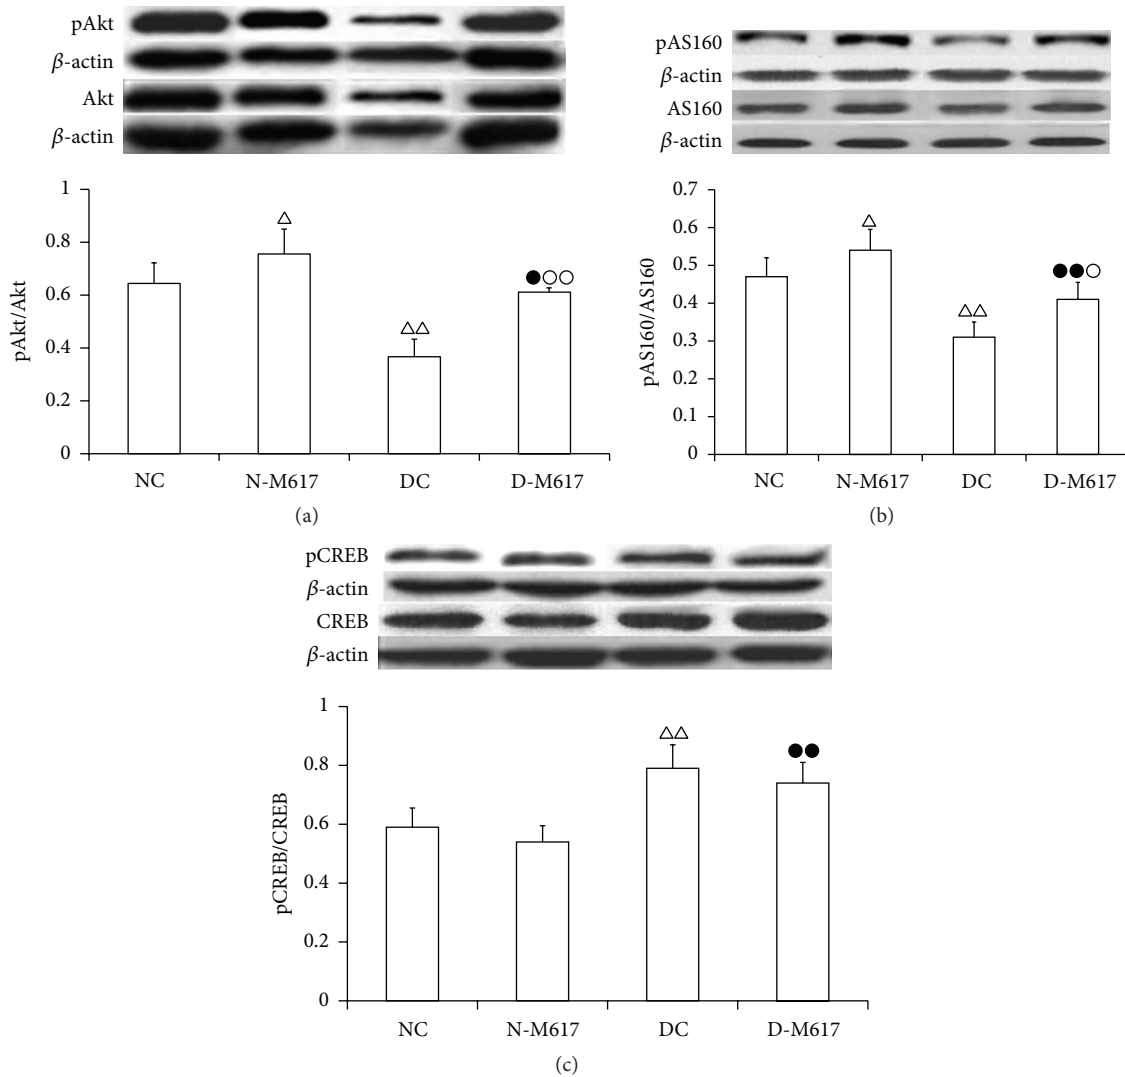 pAkt
β-actin
Akt
β-actin
1
0.8
0.6
0.4
0.2
0
pAkt/Akt
△
△△
●○○
NC N-M617 DC D-M617
(a)
pAS160
β-actin
AS160
β-actin
0.7
0.6
0.5
0.4
0.3
0.2
0.1
0
pAS160/AS160
△
△△
●●○
NC N-M617 DC D-M617
(b)
pCREB
β-actin
CREB
β-actin
1
0.8
0.6
0.4
0.2
0
pCREB/CREB
△△
●●
NC N-M617 DC D-M617
(c)